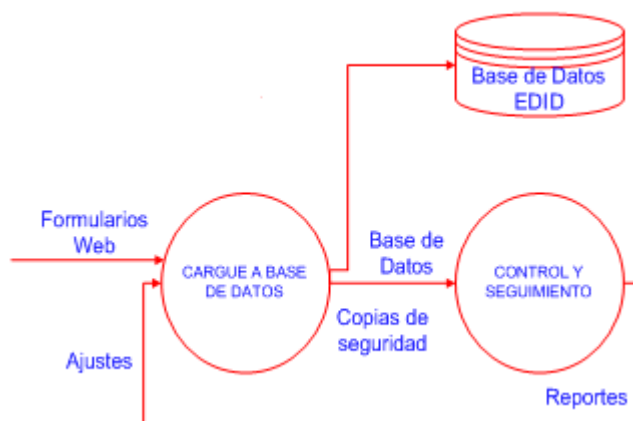 Base de Datos
EDID
Formularios
Web
CARGUE A BASE
DE DATOS
Base de
Datos
CONTROL Y
SEGUIMIENTO
Copias de
seguridad
Ajustes
Reportes